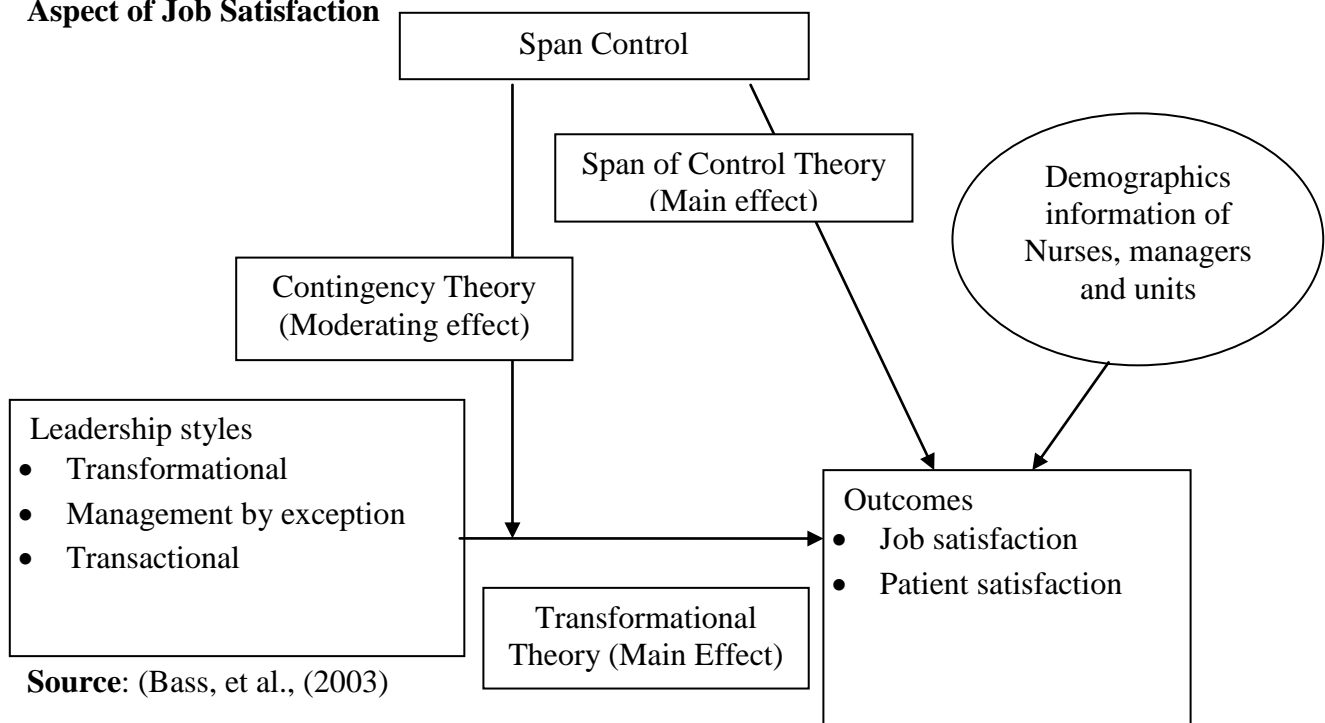 Aspect of Job Satisfaction
Span Control
Span of Control Theory
(Main effect)
Demographics
information of
Nurses, managers
and units
Contingency Theory
(Moderating effect)
Leadership styles
• Transformational
• Management by exception
• Transactional
Outcomes
• Job satisfaction
• Patient satisfaction
Transformational
Theory (Main Effect)
Source: (Bass, et al., (2003)